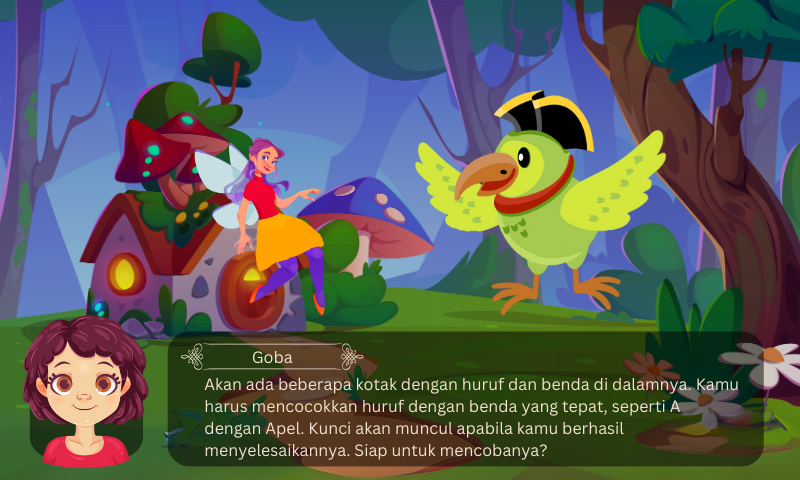 Goba
Akan ada beberapa kotak dengan huruf dan benda di dalamnya. Kamu
harus mencocokkan huruf dengan benda yang tepat, seperti A
dengan Apel. Kunci akan muncul apabila kamu berhasil
menyelesaikannya. Siap untuk mencobanya?